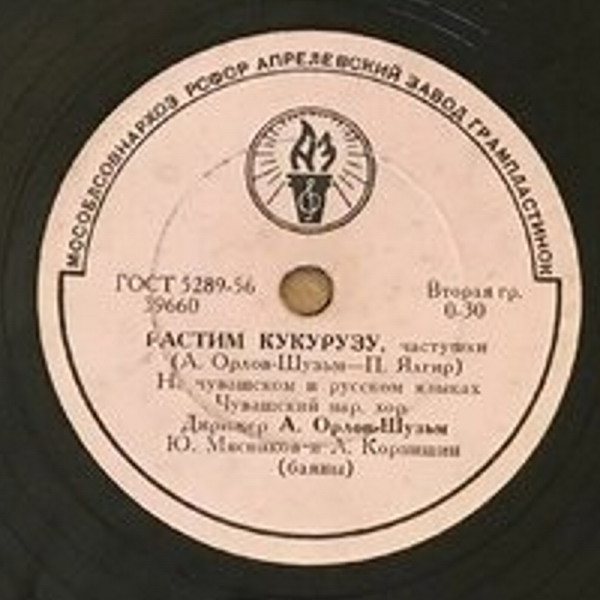 МОСОБЛСОВНАРХОЗ РСФСР АПРЕЛЕВСКИЙ ЗАВОД ГРАМПЛАСТИНОК
АЗ
ГОСТ 5289-56
39660
Вторая гр.
0-30
РАСТИМ КУКУРУЗУ, частушки
(А. Орлов-Шузьм—П. Ялгир)
На чувашском и русском языках
Чувашский нар. хор
Дирижер А. Орлов-Шузьм
Ю. и А.
(баяны)